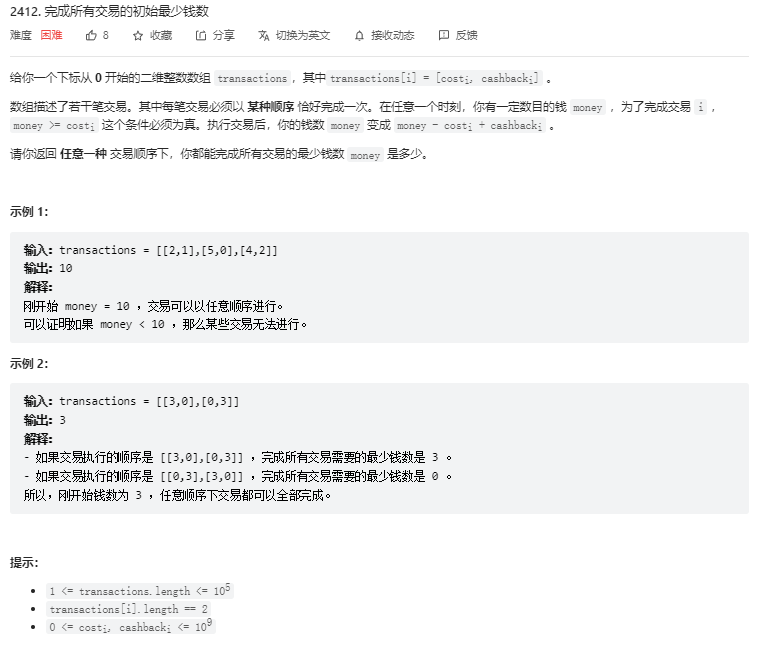 2412. 完成所有交易的初始最少钱数
难度 困难 8 收藏 分享 切换为英文 接收动态 反馈
给你一个下标从 0 开始的二维整数数组 transactions，其中 transactions[i] = [costi, cashbacki] 。
数组描述了若干笔交易。其中每笔交易必须以 某种顺序 恰好完成一次。在任意一个时刻，你有一定数目的钱 money ，为了完成交易 i ，
money >= costi 这个条件必须为真。执行交易后，你的钱数 money 变成 money - costi + cashbacki 。
请你返回 任意一种 交易顺序下，你都能完成所有交易的最少钱数 money 是多少。
示例 1：
输入：transactions = [[2,1],[5,0],[4,2]]
输出：10
解释：
刚开始 money = 10 ，交易可以以任意顺序进行。
可以证明如果 money < 10 ，那么某些交易无法进行。
示例 2：
输入：transactions = [[3,0],[0,3]]
输出：3
解释：
- 如果交易执行的顺序是 [[3,0],[0,3]] ，完成所有交易需要的最少钱数是 3 。
- 如果交易执行的顺序是 [[0,3],[3,0]] ，完成所有交易需要的最少钱数是 0 。
所以，刚开始钱数为 3 ，任意顺序下交易都可以全部完成。
提示：
• 1 <= transactions.length <= 10⁵
• transactions[i].length == 2
• 0 <= costi, cashbacki <= 10⁹